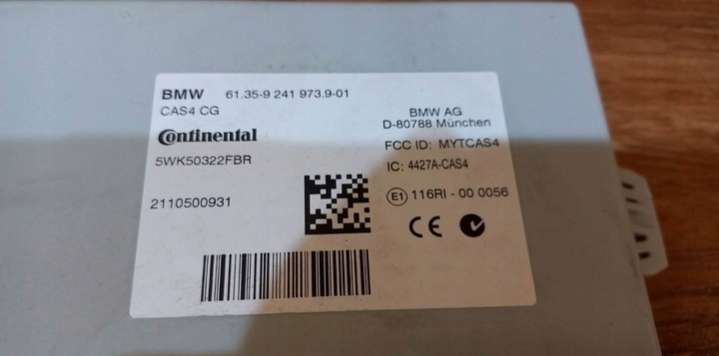 BMW 61.35-9 241 973.9-01
CAS4 CG
Continental
5WK50322FBR
2110500931
BMW AG
D-80788 München
FCC ID: MYTCAS4
IC: 4427A-CAS4
E1 116RI - 00 0056
CE